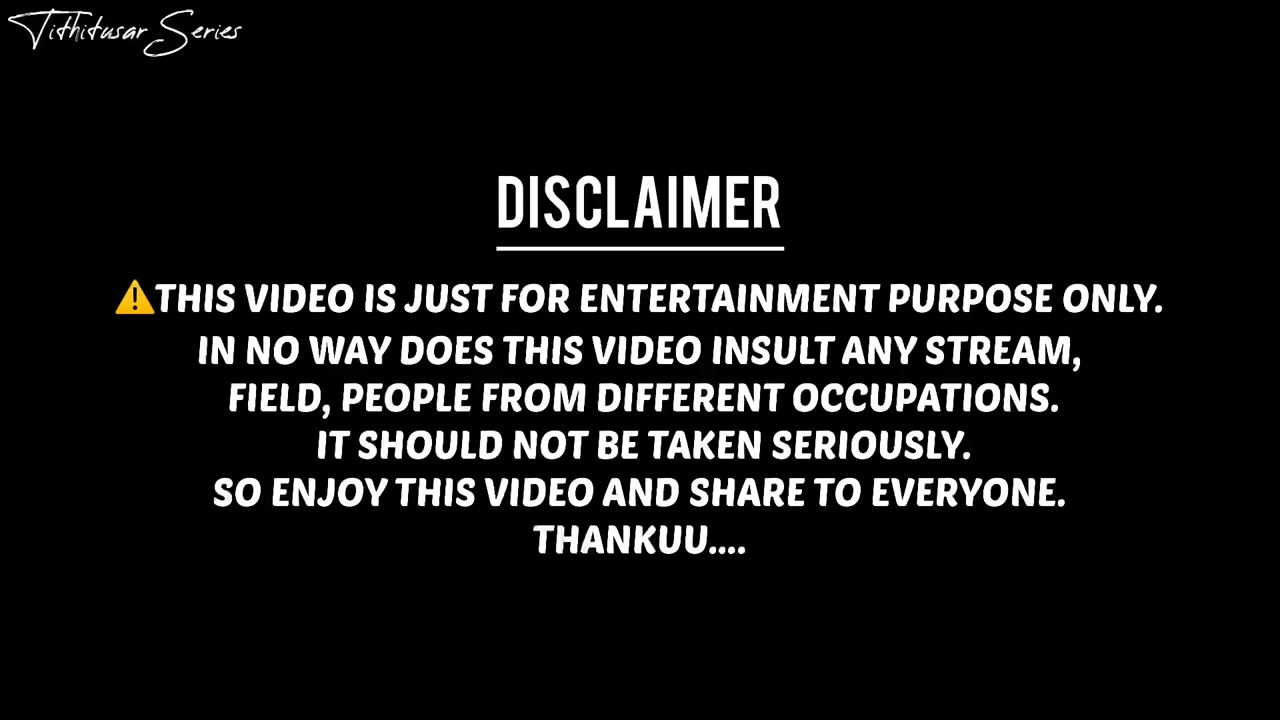 Tithitusar Series
DISCLAIMER
⚠️THIS VIDEO IS JUST FOR ENTERTAINMENT PURPOSE ONLY.
IN NO WAY DOES THIS VIDEO INSULT ANY STREAM,
FIELD, PEOPLE FROM DIFFERENT OCCUPATIONS.
IT SHOULD NOT BE TAKEN SERIOUSLY.
SO ENJOY THIS VIDEO AND SHARE TO EVERYONE.
THANKUU....